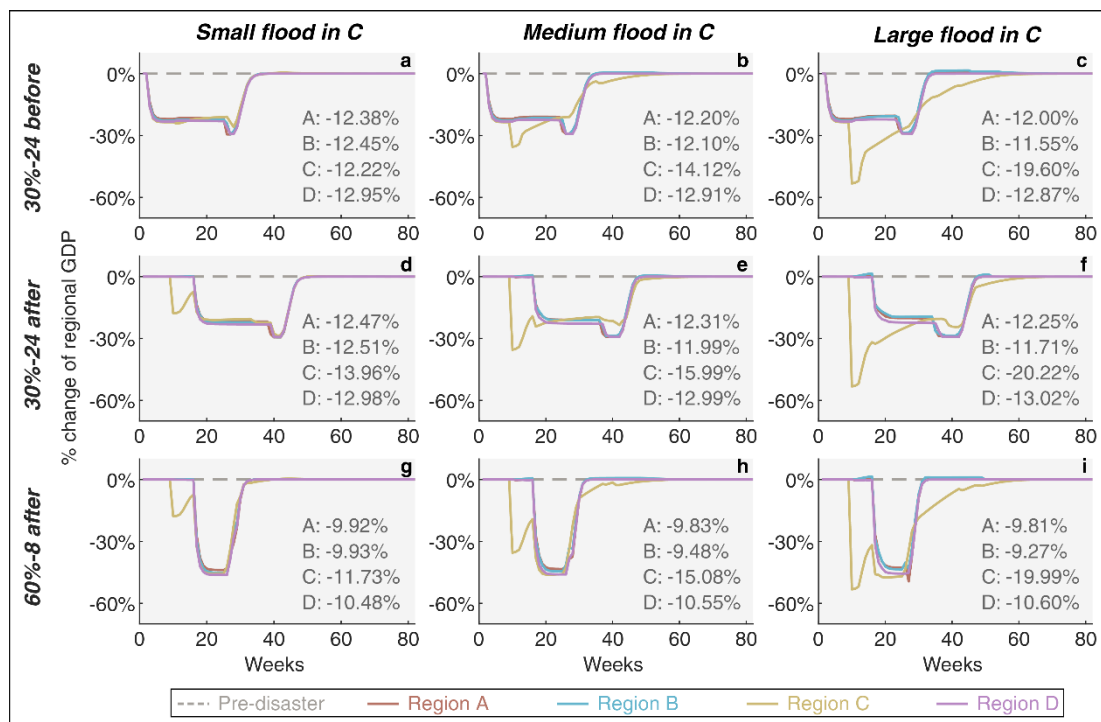 Small flood in C
Medium flood in C
Large flood in C
30%-24 before
30%-24 after
60%-8 after
% change of regional GDP
a
0%
-30%
-60%
A: -12.38%
B: -12.45%
C: -12.22%
D: -12.95%
0 20 40 60 80
b
0%
-30%
-60%
A: -12.20%
B: -12.10%
C: -14.12%
D: -12.91%
0 20 40 60 80
c
0%
-30%
-60%
A: -12.00%
B: -11.55%
C: -19.60%
D: -12.87%
0 20 40 60 80
d
0%
-30%
-60%
A: -12.47%
B: -12.51%
C: -13.96%
D: -12.98%
0 20 40 60 80
e
0%
-30%
-60%
A: -12.31%
B: -11.99%
C: -15.99%
D: -12.99%
0 20 40 60 80
f
0%
-30%
-60%
A: -12.25%
B: -11.71%
C: -20.22%
D: -13.02%
0 20 40 60 80
g
0%
-30%
-60%
A: -9.92%
B: -9.93%
C: -11.73%
D: -10.48%
0 20 40 60 80
Weeks
h
0%
-30%
-60%
A: -9.83%
B: -9.48%
C: -15.08%
D: -10.55%
0 20 40 60 80
Weeks
i
0%
-30%
-60%
A: -9.81%
B: -9.27%
C: -19.99%
D: -10.60%
0 20 40 60 80
Weeks
Pre-disaster Region A Region B Region C Region D